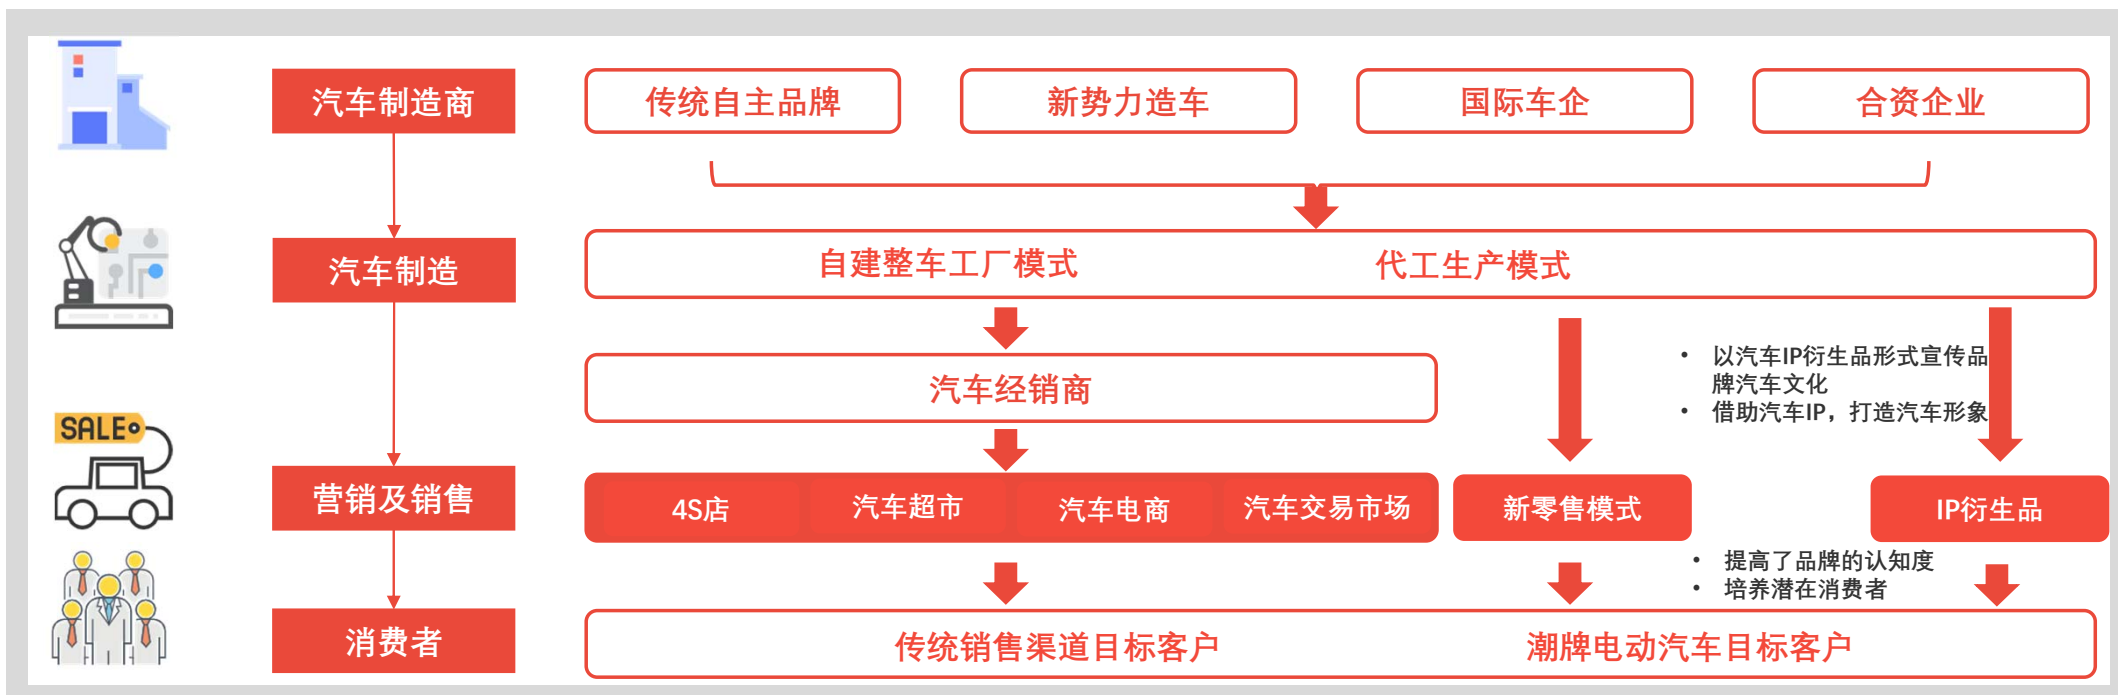 汽车制造商
传统自主品牌
新势力造车
国际车企
合资企业
汽车制造
自建整车工厂模式
代工生产模式
• 以汽车IP衍生品形式宣传品
牌汽车文化
• 借助汽车IP，打造汽车形象
汽车经销商
SALE
营销及销售
4S店
汽车超市
汽车电商
汽车交易市场
新零售模式
IP衍生品
• 提高了品牌的认知度
• 培养潜在消费者
消费者
传统销售渠道目标客户
潮牌电动汽车目标客户